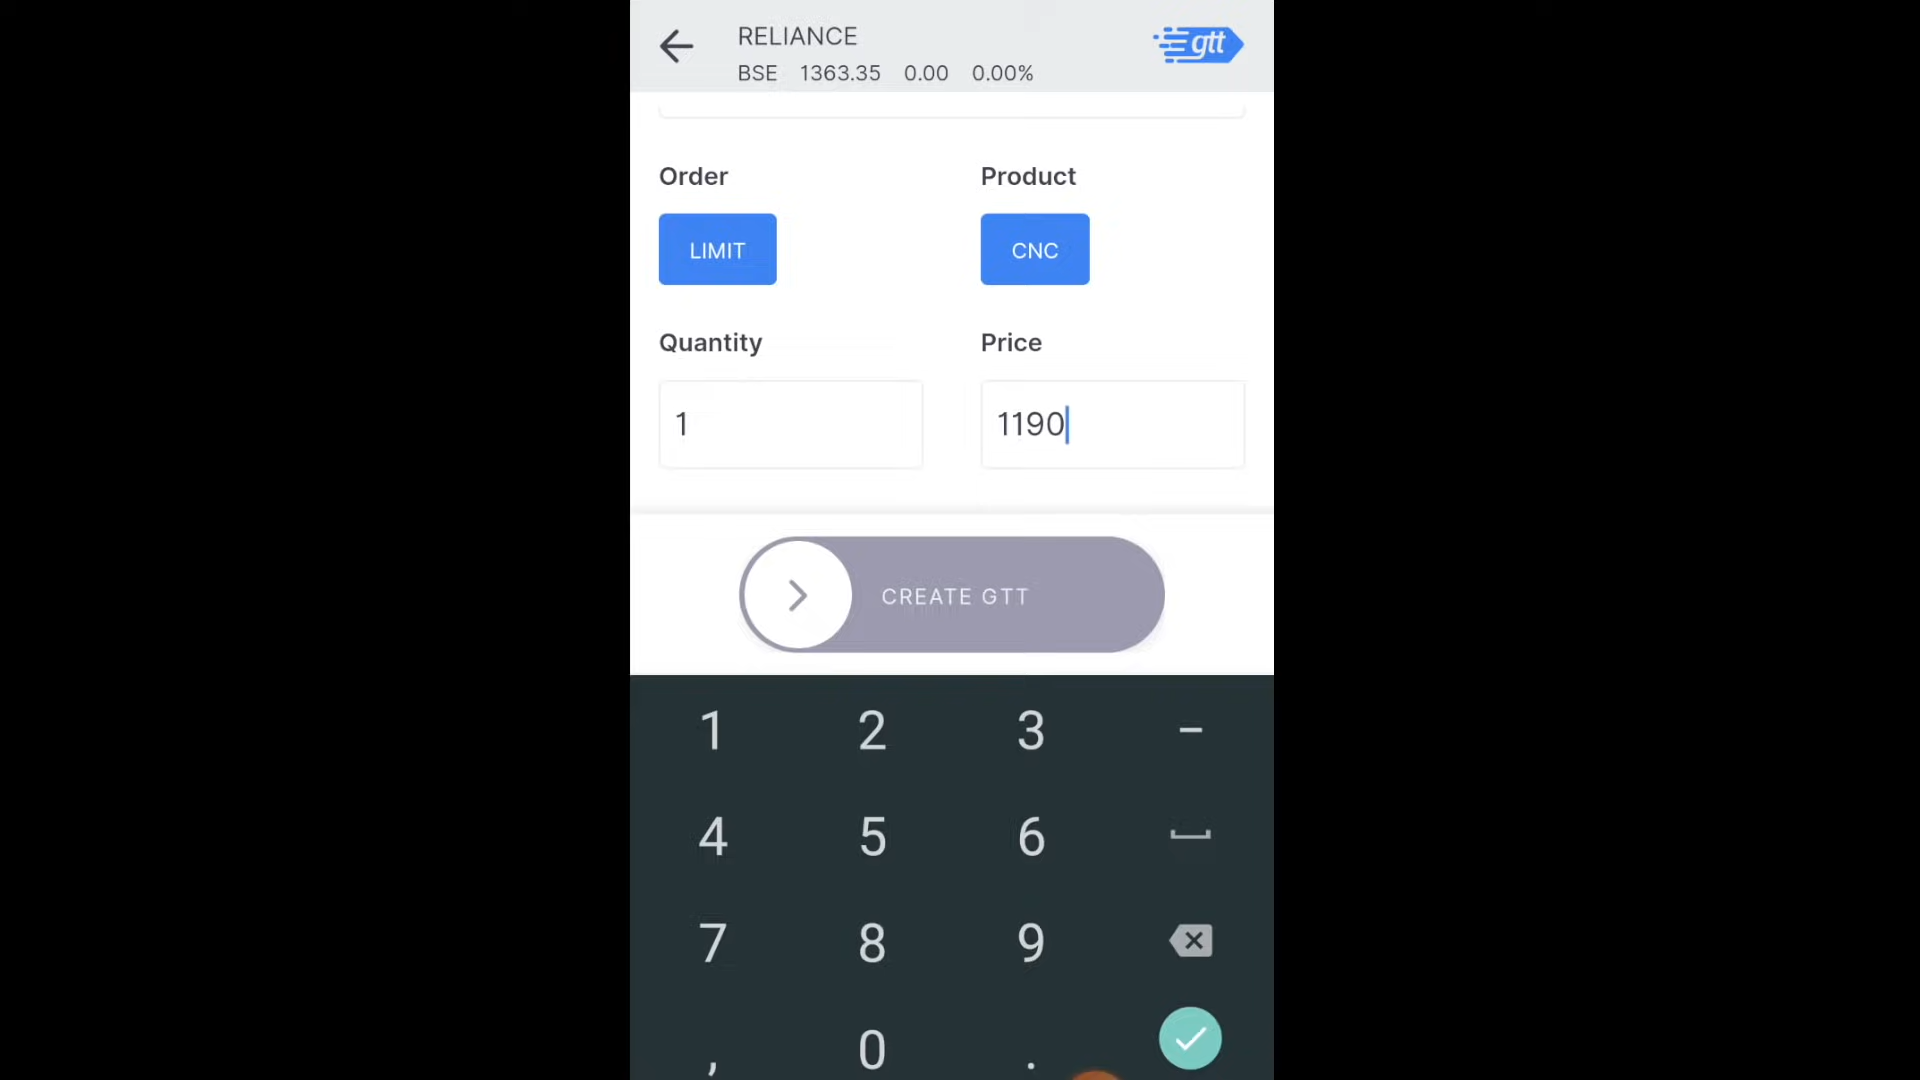 RELIANCE
gtt
BSE 1363.35 0.00 0.00%
Order Product
LIMIT CNC
Quantity Price
1 1190
CREATE GTT
1 2 3 -
4 5 6
7 8 9
, 0 .